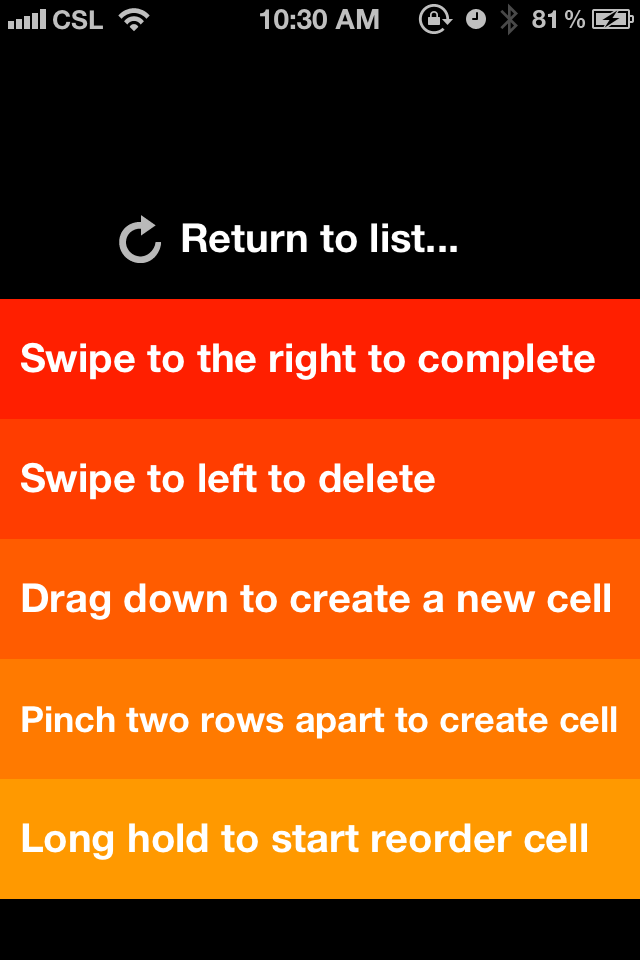 CSL 10:30 AM 81 %
Return to list...
Swipe to the right to complete
Swipe to left to delete
Drag down to create a new cell
Pinch two rows apart to create cell
Long hold to start reorder cell